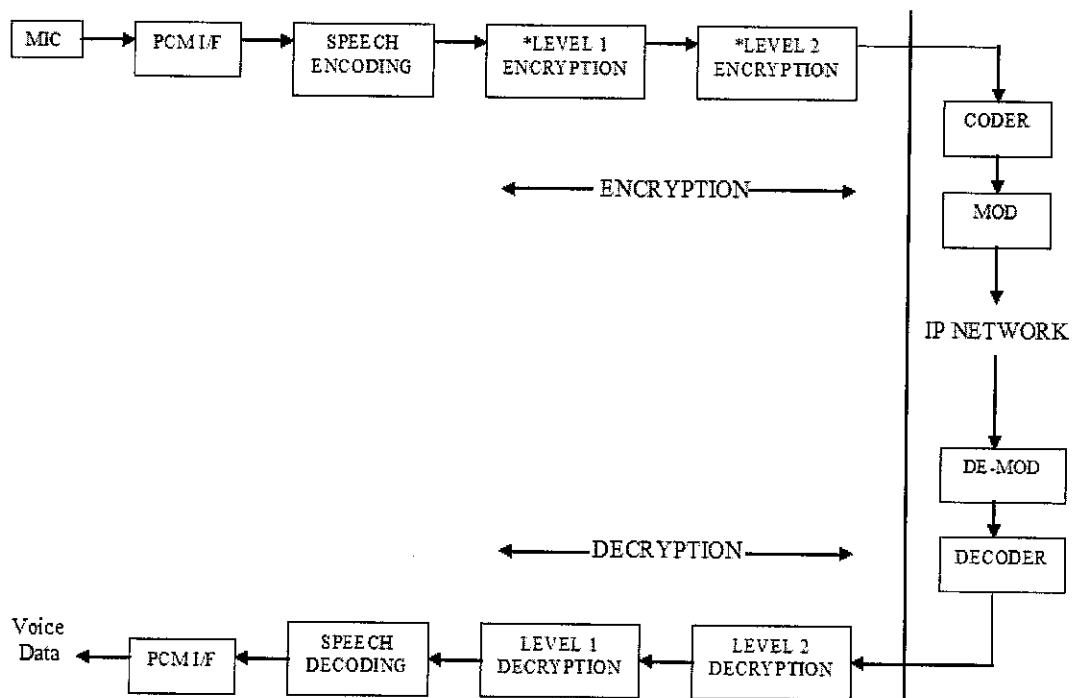 MIC
PCM I/F
SPEECH
ENCODING
*LEVEL 1
ENCRYPTION
*LEVEL 2
ENCRYPTION
CODER
ENCRYPTION
MOD
IP NETWORK
DE-MOD
DECRYPTION
DECODER
Voice
Data
PCM I/F
SPEECH
DECODING
LEVEL 1
DECRYPTION
LEVEL 2
DECRYPTION